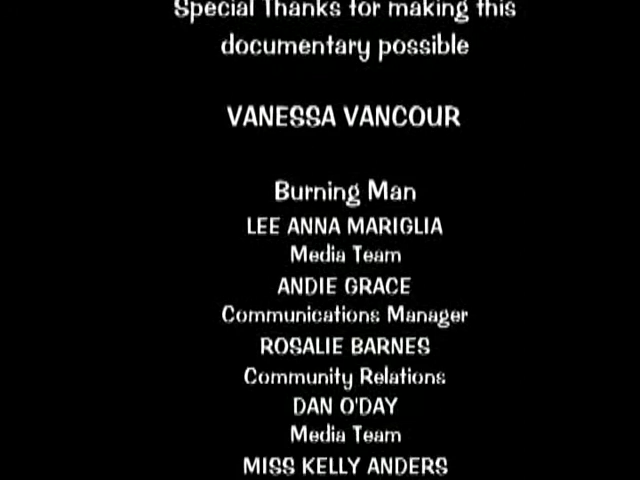 Special Thanks for making this
documentary possible
VANESSA VANCOUR
Burning Man
LEE ANNA MARIGLIA
Media Team
ANDIE GRACE
Communications Manager
ROSALIE BARNES
Community Relations
DAN O'DAY
Media Team
MISS KELLY ANDERS